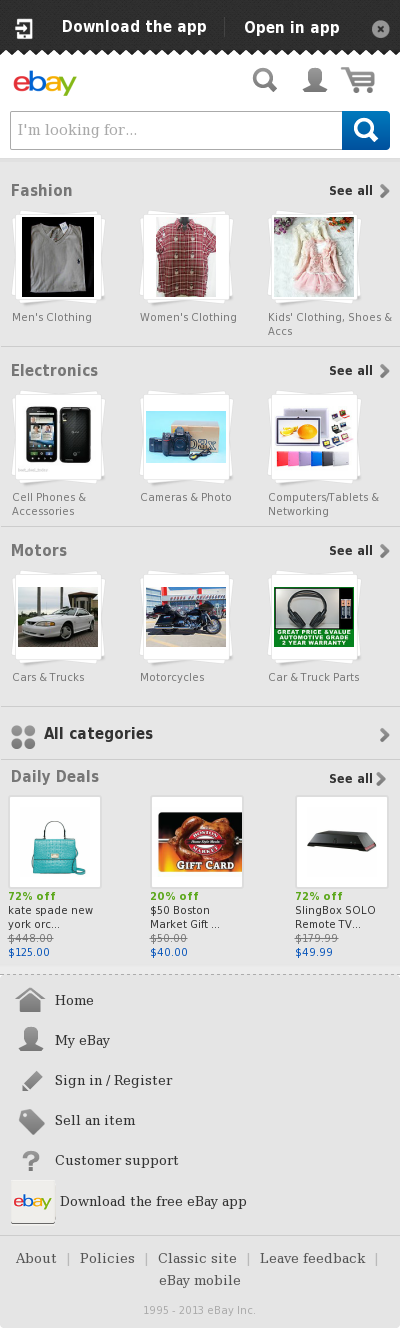 Download the app
Open in app
ebay
I'm looking for...
Fashion
See all
Men's Clothing
Women's Clothing
Kids' Clothing, Shoes &
Accs
Electronics
See all
Cell Phones &
Accessories
Cameras & Photo
Computers/Tablets &
Networking
Motors
See all
GREAT PRICE & VALUE
AUTOMOTIVE GRADE
2 YEAR WARRANTY
Cars & Trucks
Motorcycles
Car & Truck Parts
All categories
Daily Deals
See all
BOSTON
MARKET
GIFT CARD
72% off
kate spade new
york orc...
$448.00
$125.00
20% off
$50 Boston
Market Gift ...
$50.00
$40.00
72% off
SlingBox SOLO
Remote TV...
$179.99
$49.99
Home
My eBay
Sign in / Register
Sell an item
? Customer support
ebay Download the free eBay app
About | Policies | Classic site | Leave feedback |
eBay mobile
1995 - 2013 eBay Inc.